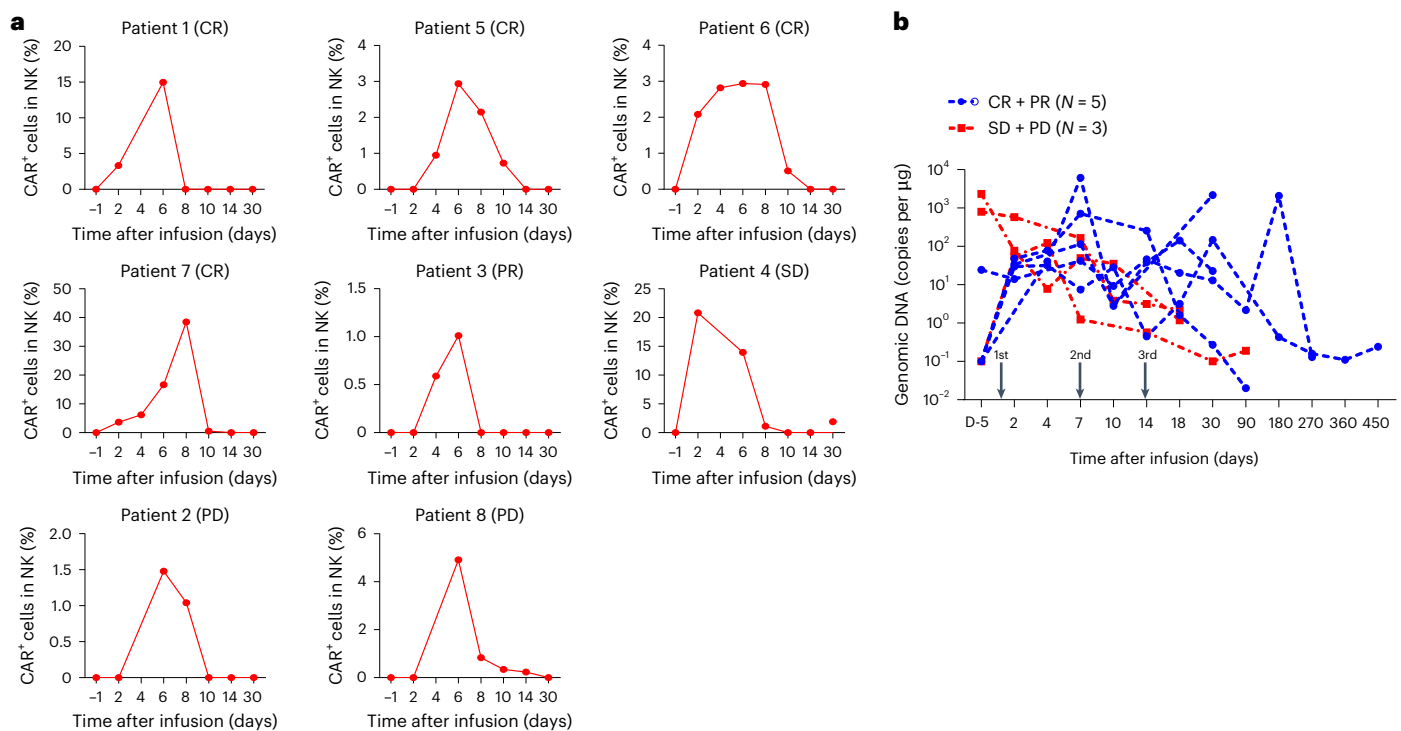 a
Patient 1 (CR)
CAR+ cells in NK (%)
20
15
10
5
0
–1 2 4 6 8 10 14 30
Time after infusion (days)
Patient 5 (CR)
CAR+ cells in NK (%)
4
3
2
1
0
–1 2 4 6 8 10 14 30
Time after infusion (days)
Patient 6 (CR)
CAR+ cells in NK (%)
4
3
2
1
0
–1 2 4 6 8 10 14 30
Time after infusion (days)
Patient 7 (CR)
CAR+ cells in NK (%)
50
40
30
20
10
0
–1 2 4 6 8 10 14 30
Time after infusion (days)
Patient 3 (PR)
CAR+ cells in NK (%)
1.5
1.0
0.5
0
–1 2 4 6 8 10 14 30
Time after infusion (days)
Patient 4 (SD)
CAR+ cells in NK (%)
25
20
15
10
5
0
–1 2 4 6 8 10 14 30
Time after infusion (days)
Patient 2 (PD)
CAR+ cells in NK (%)
2.0
1.5
1.0
0.5
0
–1 2 4 6 8 10 14 30
Time after infusion (days)
Patient 8 (PD)
CAR+ cells in NK (%)
6
4
2
0
–1 2 4 6 8 10 14 30
Time after infusion (days)
b
CR + PR (N = 5)
SD + PD (N = 3)
Genomic DNA (copies per µg)
10⁴
10³
10²
10¹
10⁰
10⁻¹
10⁻²
1st 2nd 3rd
D-5 2 4 7 10 14 18 30 90 180 270 360 450
Time after infusion (days)